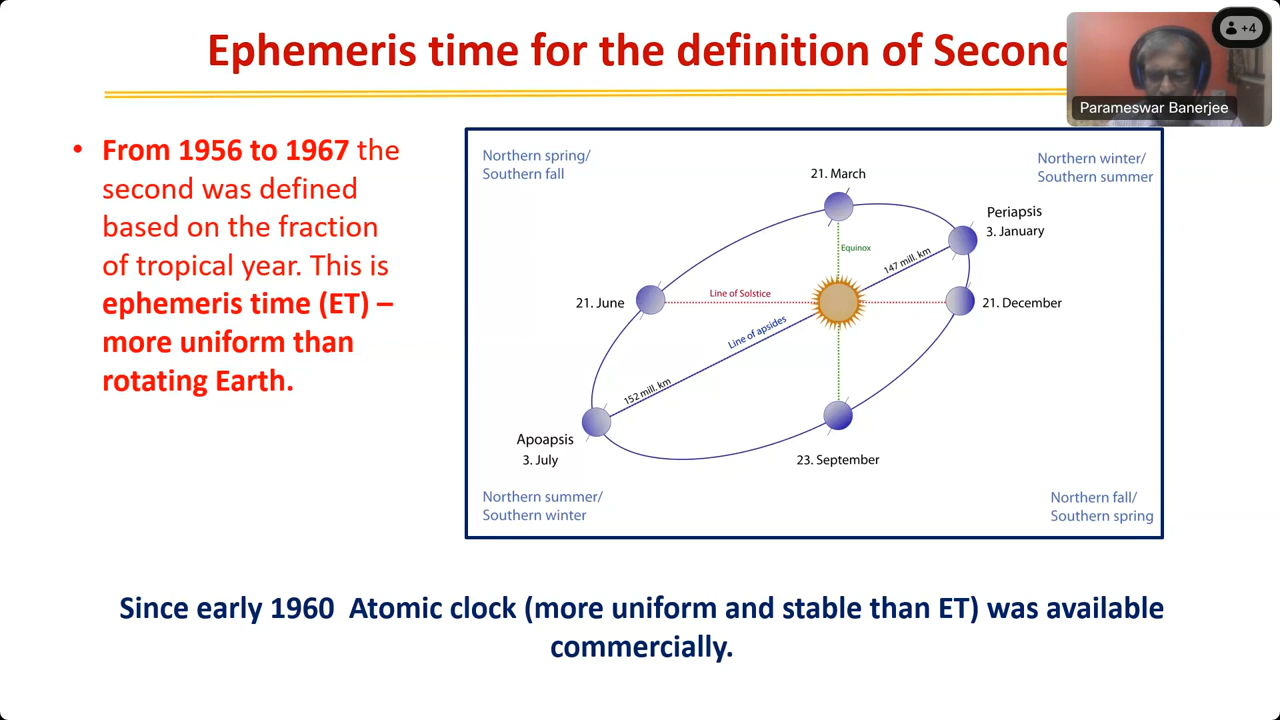 Ephemeris time for the definition of Second
+4
Parameswar Banerjee
• From 1956 to 1967 the
second was defined
based on the fraction
of tropical year. This is
ephemeris time (ET) –
more uniform than
rotating Earth.
Northern spring/
Southern fall
21. March
Northern winter/
Southern summer
Periapsis
3. January
Equinox
147 mill. km
21. June
Line of Solstice
21. December
Line of apsides
152 mill. km
Apoapsis
3. July
23. September
Northern summer/
Southern winter
Northern fall/
Southern spring
Since early 1960 Atomic clock (more uniform and stable than ET) was available
commercially.